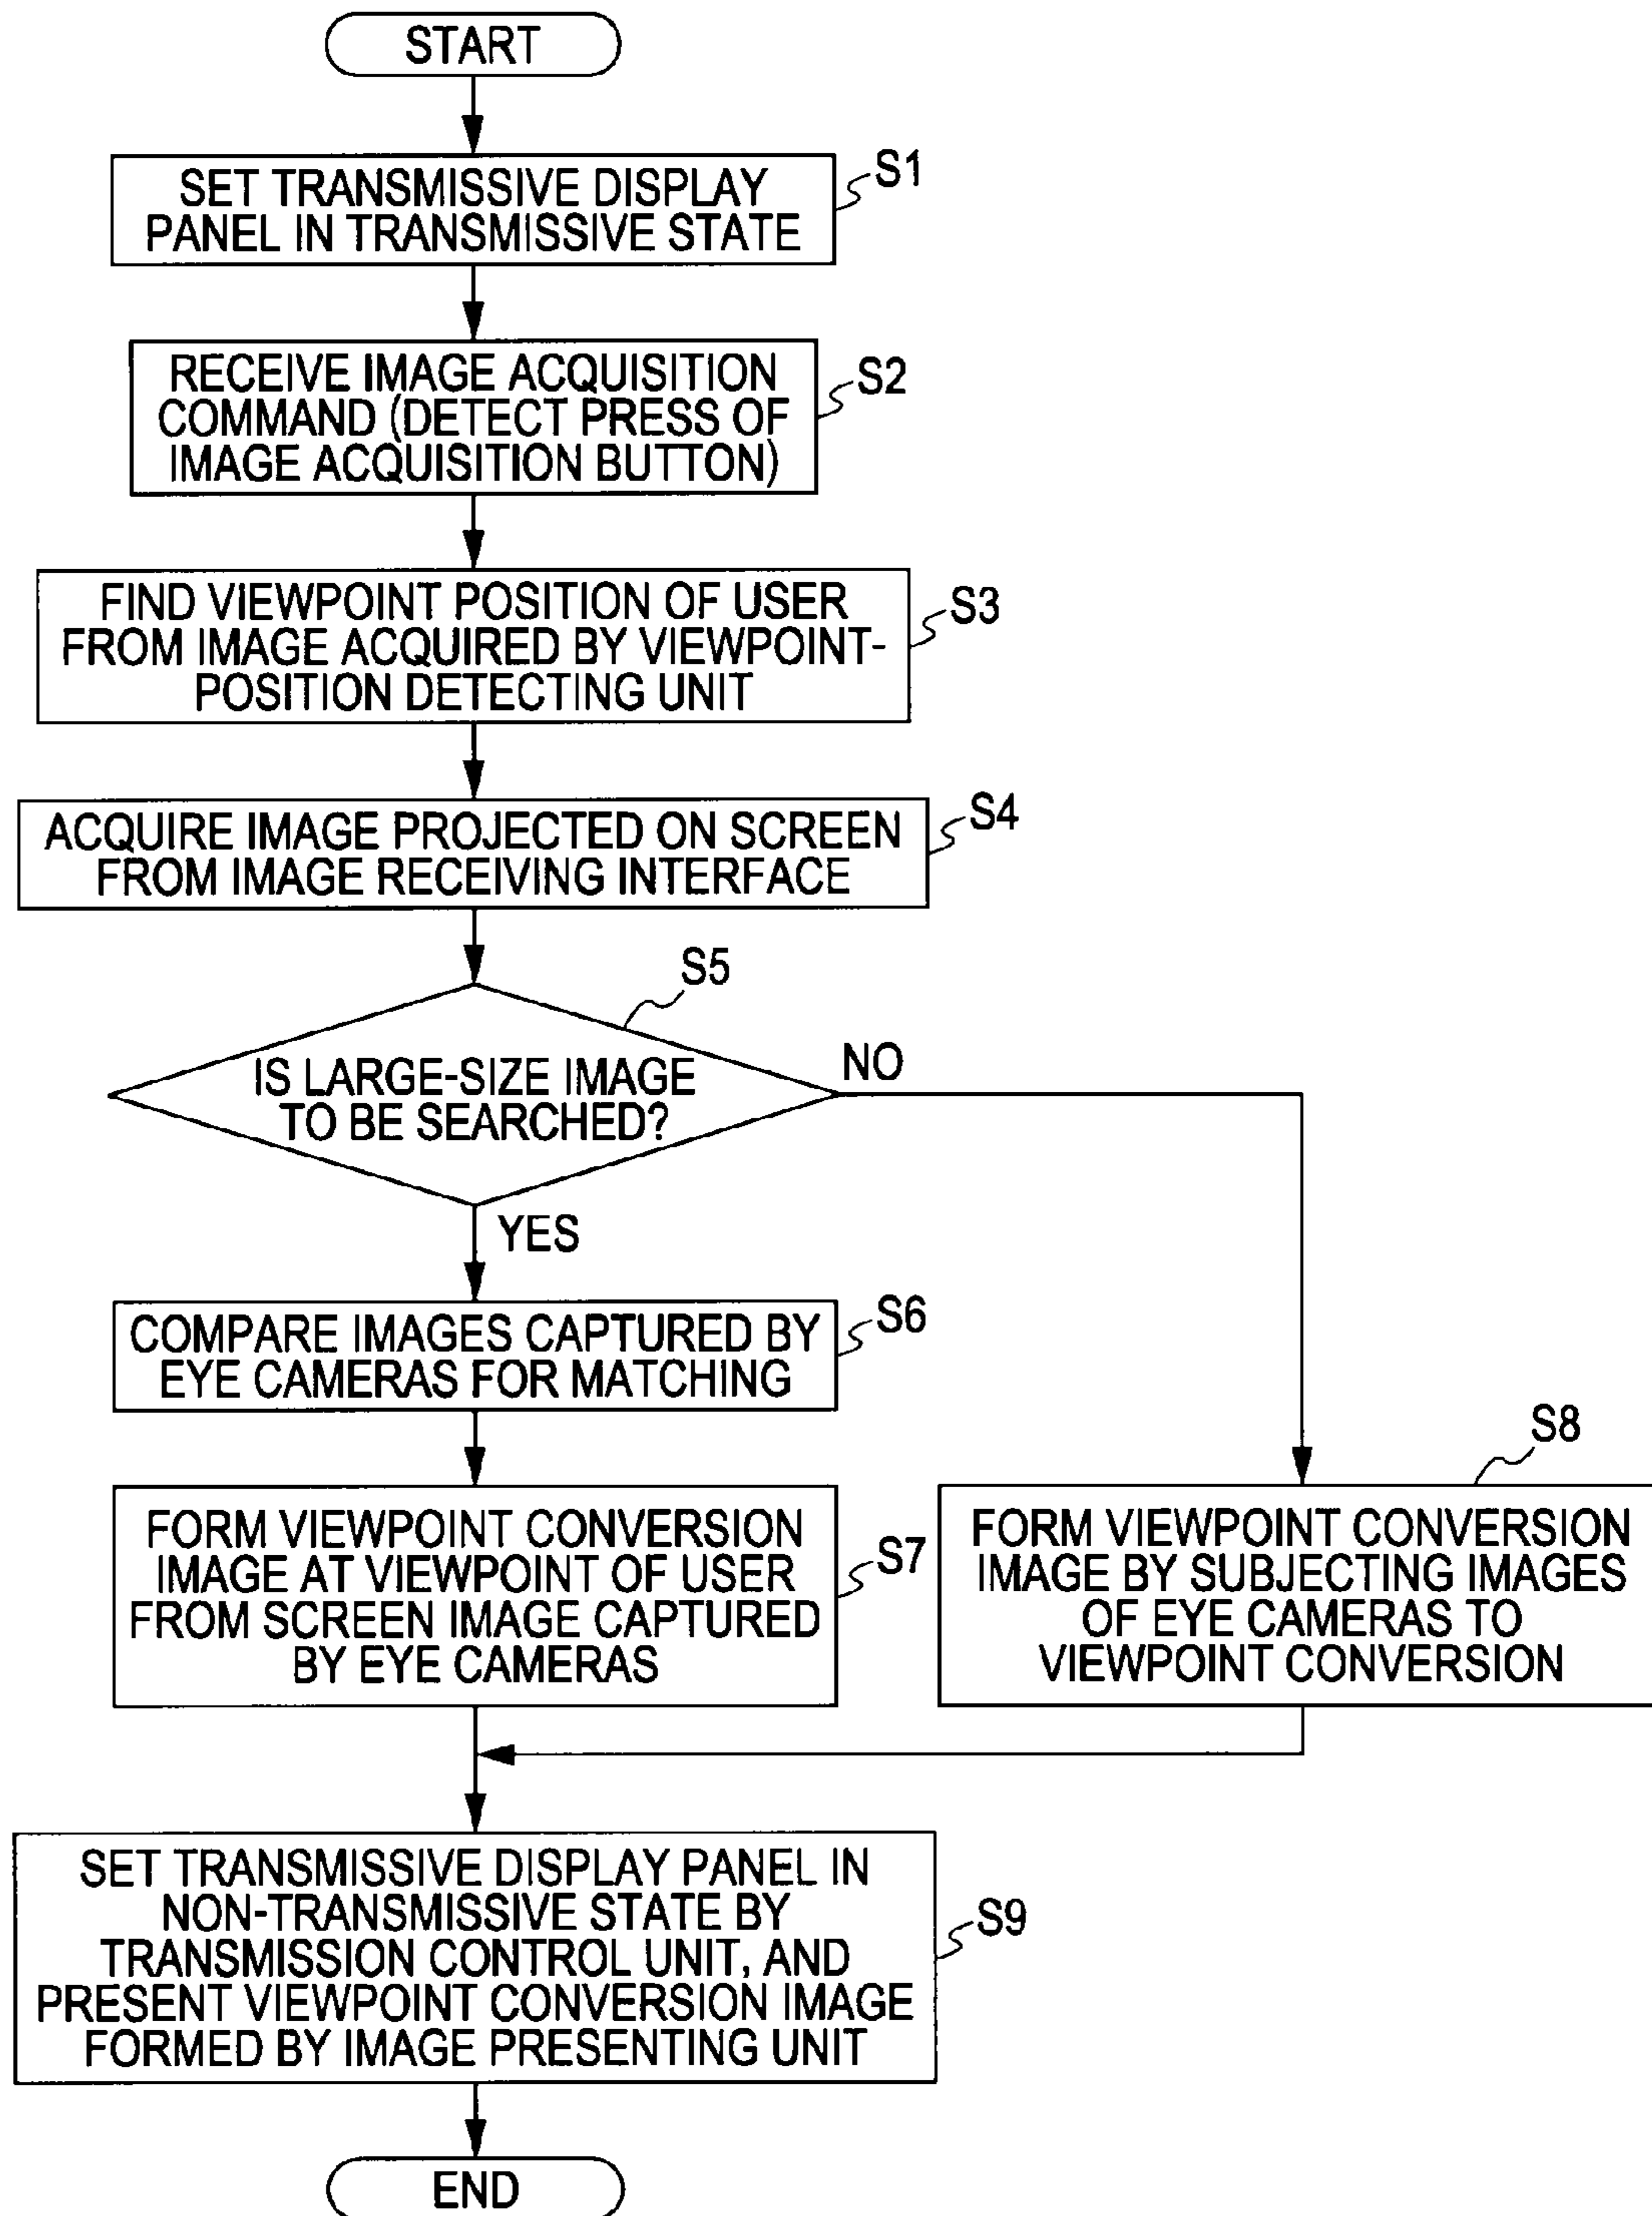 START
SET TRANSMISSIVE DISPLAY
PANEL IN TRANSMISSIVE STATE
S1
RECEIVE IMAGE ACQUISITION
COMMAND (DETECT PRESS OF
IMAGE ACQUISITION BUTTON)
S2
FIND VIEWPOINT POSITION OF USER
FROM IMAGE ACQUIRED BY VIEWPOINT-
POSITION DETECTING UNIT
S3
ACQUIRE IMAGE PROJECTED ON SCREEN
FROM IMAGE RECEIVING INTERFACE
S4
S5
IS LARGE-SIZE IMAGE
TO BE SEARCHED?
NO
YES
COMPARE IMAGES CAPTURED BY
EYE CAMERAS FOR MATCHING
S6
FORM VIEWPOINT CONVERSION
IMAGE AT VIEWPOINT OF USER
FROM SCREEN IMAGE CAPTURED
BY EYE CAMERAS
S7
S8
FORM VIEWPOINT CONVERSION
IMAGE BY SUBJECTING IMAGES
OF EYE CAMERAS TO
VIEWPOINT CONVERSION
SET TRANSMISSIVE DISPLAY PANEL IN
NON-TRANSMISSIVE STATE BY
TRANSMISSION CONTROL UNIT, AND
PRESENT VIEWPOINT CONVERSION IMAGE
FORMED BY IMAGE PRESENTING UNIT
S9
END